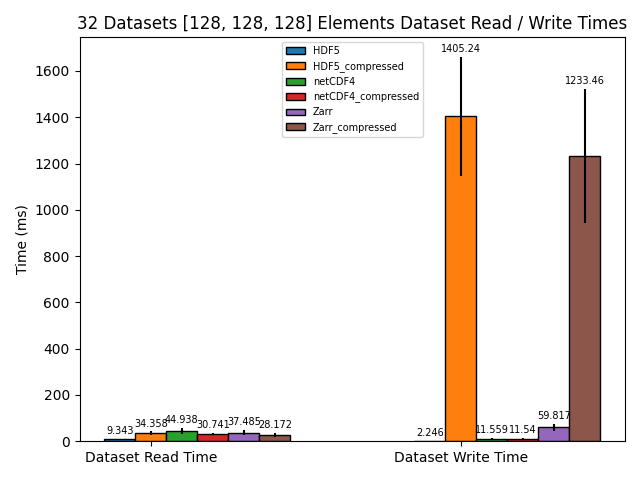 32 Datasets [128, 128, 128] Elements Dataset Read / Write Times
HDF5
HDF5_compressed
netCDF4
netCDF4_compressed
Zarr
Zarr_compressed
Time (ms)
1600
1400
1200
1000
800
600
400
200
0
9.343
34.358
44.938
30.741
37.485
28.172
2.246
1405.24
11.559
11.54
59.817
1233.46
Dataset Read Time
Dataset Write Time